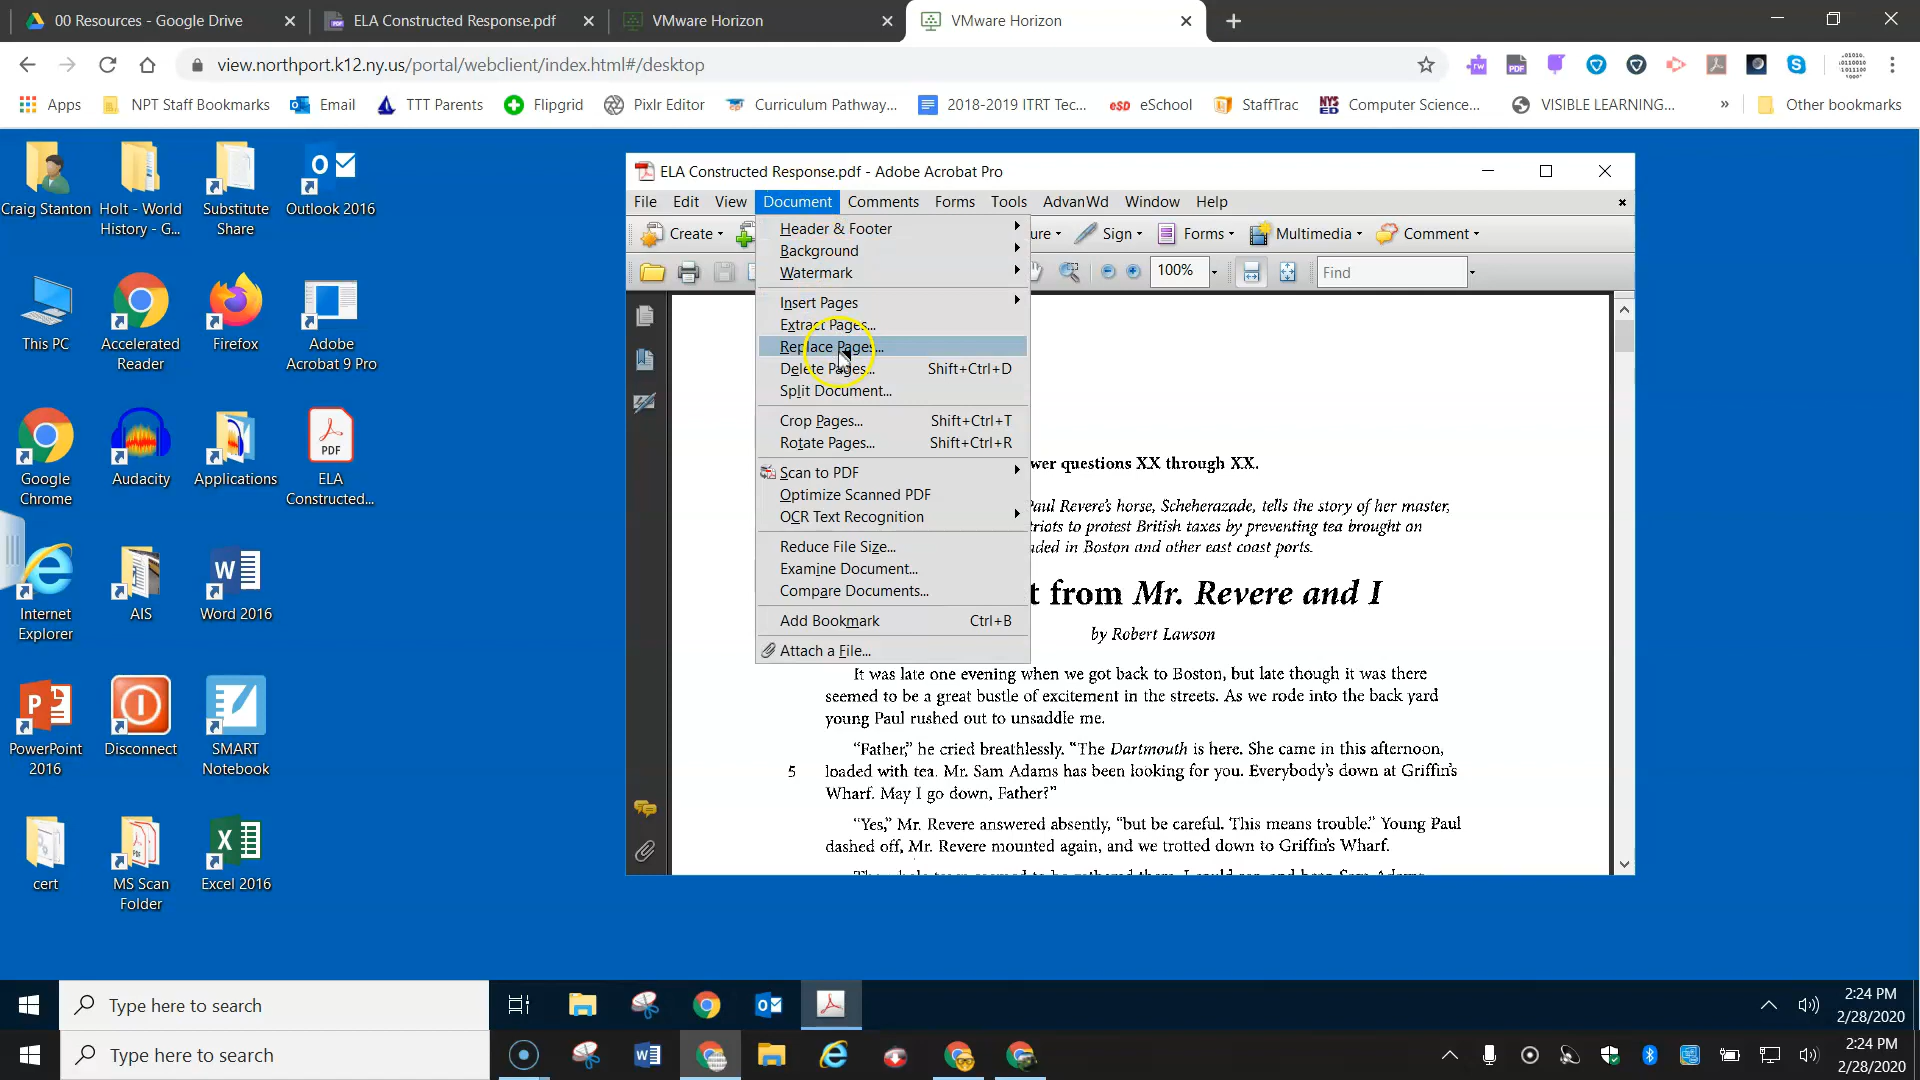 00 Resources - Google Drive
ELA Constructed Response.pdf
VMware Horizon
VMware Horizon
view.northport.k12.ny.us/portal/webclient/index.html#/desktop
Apps
NPT Staff Bookmarks
Email
TTT Parents
Flipgrid
Pixlr Editor
Curriculum Pathway...
2018-2019 ITRT Tec...
eSchool
StaffTrac
Computer Science...
VISIBLE LEARNING...
Other bookmarks
Craig Stanton
Holt - World
History - G...
Substitute
Share
Outlook 2016
This PC
Accelerated
Reader
Firefox
Adobe
Acrobat 9 Pro
Google
Chrome
Audacity
Applications
PDF
ELA
Constructed...
Internet
Explorer
AIS
Word 2016
PowerPoint
2016
Disconnect
SMART
Notebook
cert
MS Scan
Folder
Excel 2016
ELA Constructed Response.pdf - Adobe Acrobat Pro
File Edit View Document Comments Forms Tools AdvanWd Window Help
Create
ure
Sign
Forms
Multimedia
Comment
100%
Find
Header & Footer
Background
Watermark
Insert Pages
Extract Pages...
Replace Pages...
Delete Pages... Shift+Ctrl+D
Split Document...
Crop Pages... Shift+Ctrl+T
Rotate Pages... Shift+Ctrl+R
Scan to PDF
Optimize Scanned PDF
OCR Text Recognition
Reduce File Size...
Examine Document...
Compare Documents...
Add Bookmark Ctrl+B
Attach a File...
wer questions XX through XX.
Paul Revere's horse, Scheherazade, tells the story of her master,
triots to protest British taxes by preventing tea brought on
ded in Boston and other east coast ports.
t from Mr. Revere and I
by Robert Lawson
It was late one evening when we got back to Boston, but late though it was there
seemed to be a great bustle of excitement in the streets. As we rode into the back yard
young Paul rushed out to unsaddle me.
“Father,” he cried breathlessly. “The Dartmouth is here. She came in this afternoon,
5 loaded with tea. Mr. Sam Adams has been looking for you. Everybody's down at Griffin's
Wharf. May I go down, Father?”
“Yes,” Mr. Revere answered absently, “but be careful. This means trouble.” Young Paul
dashed off, Mr. Revere mounted again, and we trotted down to Griffin's Wharf.
Type here to search
2:24 PM
2/28/2020
Type here to search
2:24 PM
2/28/2020